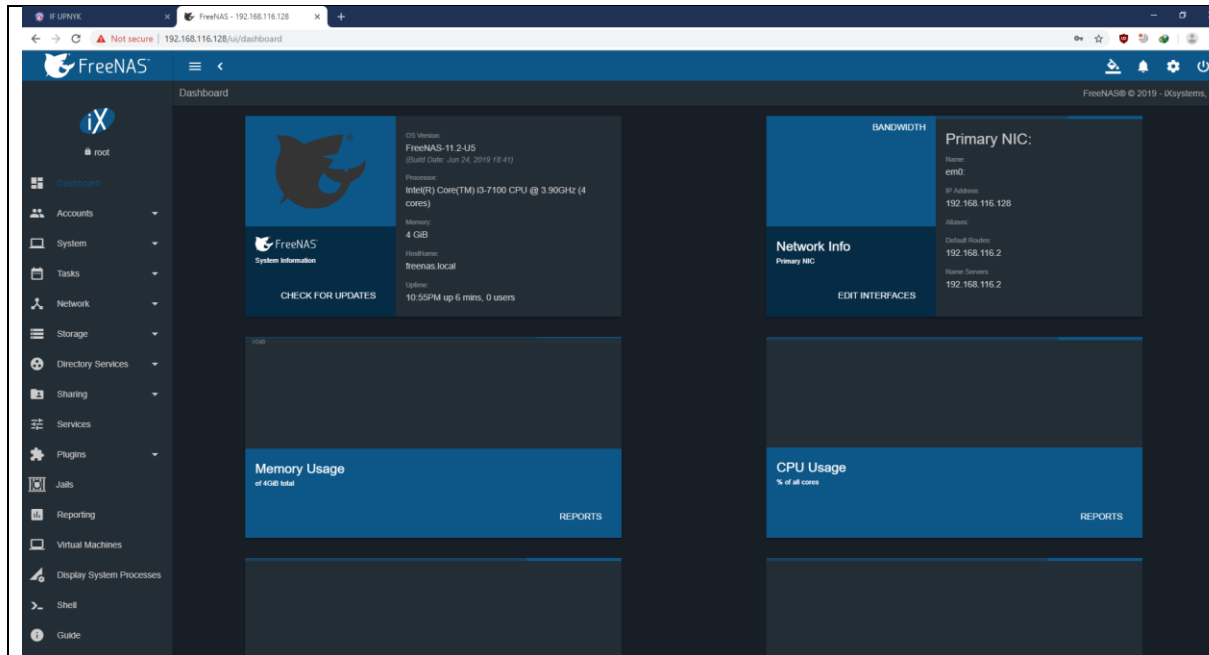 IF UPNYK
FreeNAS - 192.168.116.128
Not secure | 192.168.116.128/ui/dashboard
FreeNAS
Dashboard
FreeNAS® © 2019 - iXsystems,
iX
root
Dashboard
Accounts
System
Tasks
Network
Storage
Directory Services
Sharing
Services
Plugins
Jails
Reporting
Virtual Machines
Display System Processes
Shell
Guide
FreeNAS
System Information
CHECK FOR UPDATES
OS Version:
FreeNAS-11.2-U5
(Build Date: Jun 24, 2019 18:41)
Processor:
Intel(R) Core(TM) i3-7100 CPU @ 3.90GHz (4
cores)
Memory:
4 GiB
HostName:
freenas.local
Uptime:
10:55PM up 6 mins, 0 users
BANDWIDTH
Network Info
Primary NIC
EDIT INTERFACES
Primary NIC:
Name:
em0:
IP Address:
192.168.116.128
Aliases:
Default Routes:
192.168.116.2
Name Servers:
192.168.116.2
Memory Usage
of 4GiB total
REPORTS
CPU Usage
% of all cores
REPORTS